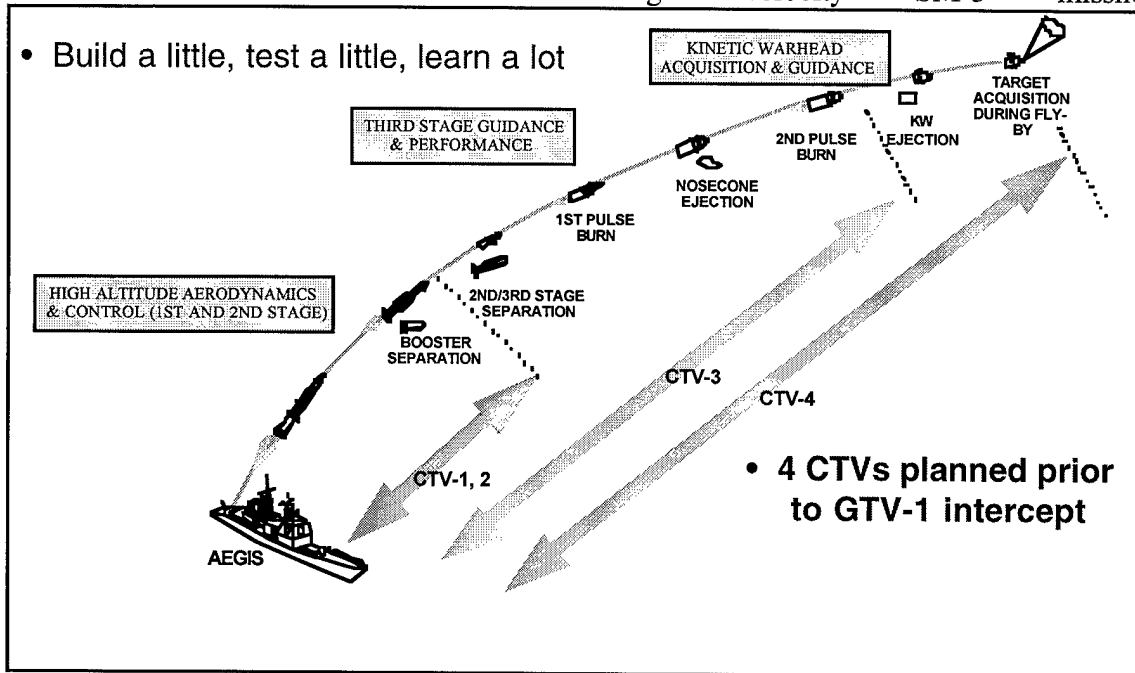 SM-3
• Build a little, test a little, learn a lot
KINETIC WARHEAD
ACQUISITION & GUIDANCE
TARGET
ACQUISITION
DURING FLY-
BY
KW
EJECTION
2ND PULSE
BURN
THIRD STAGE GUIDANCE
& PERFORMANCE
NOSECONE
EJECTION
1ST PULSE
BURN
HIGH ALTITUDE AERODYNAMICS
& CONTROL (1ST AND 2ND STAGE)
2ND/3RD STAGE
SEPARATION
BOOSTER
SEPARATION
CTV-3
CTV-4
CTV-1, 2
• 4 CTVs planned prior
to GTV-1 intercept
AEGIS